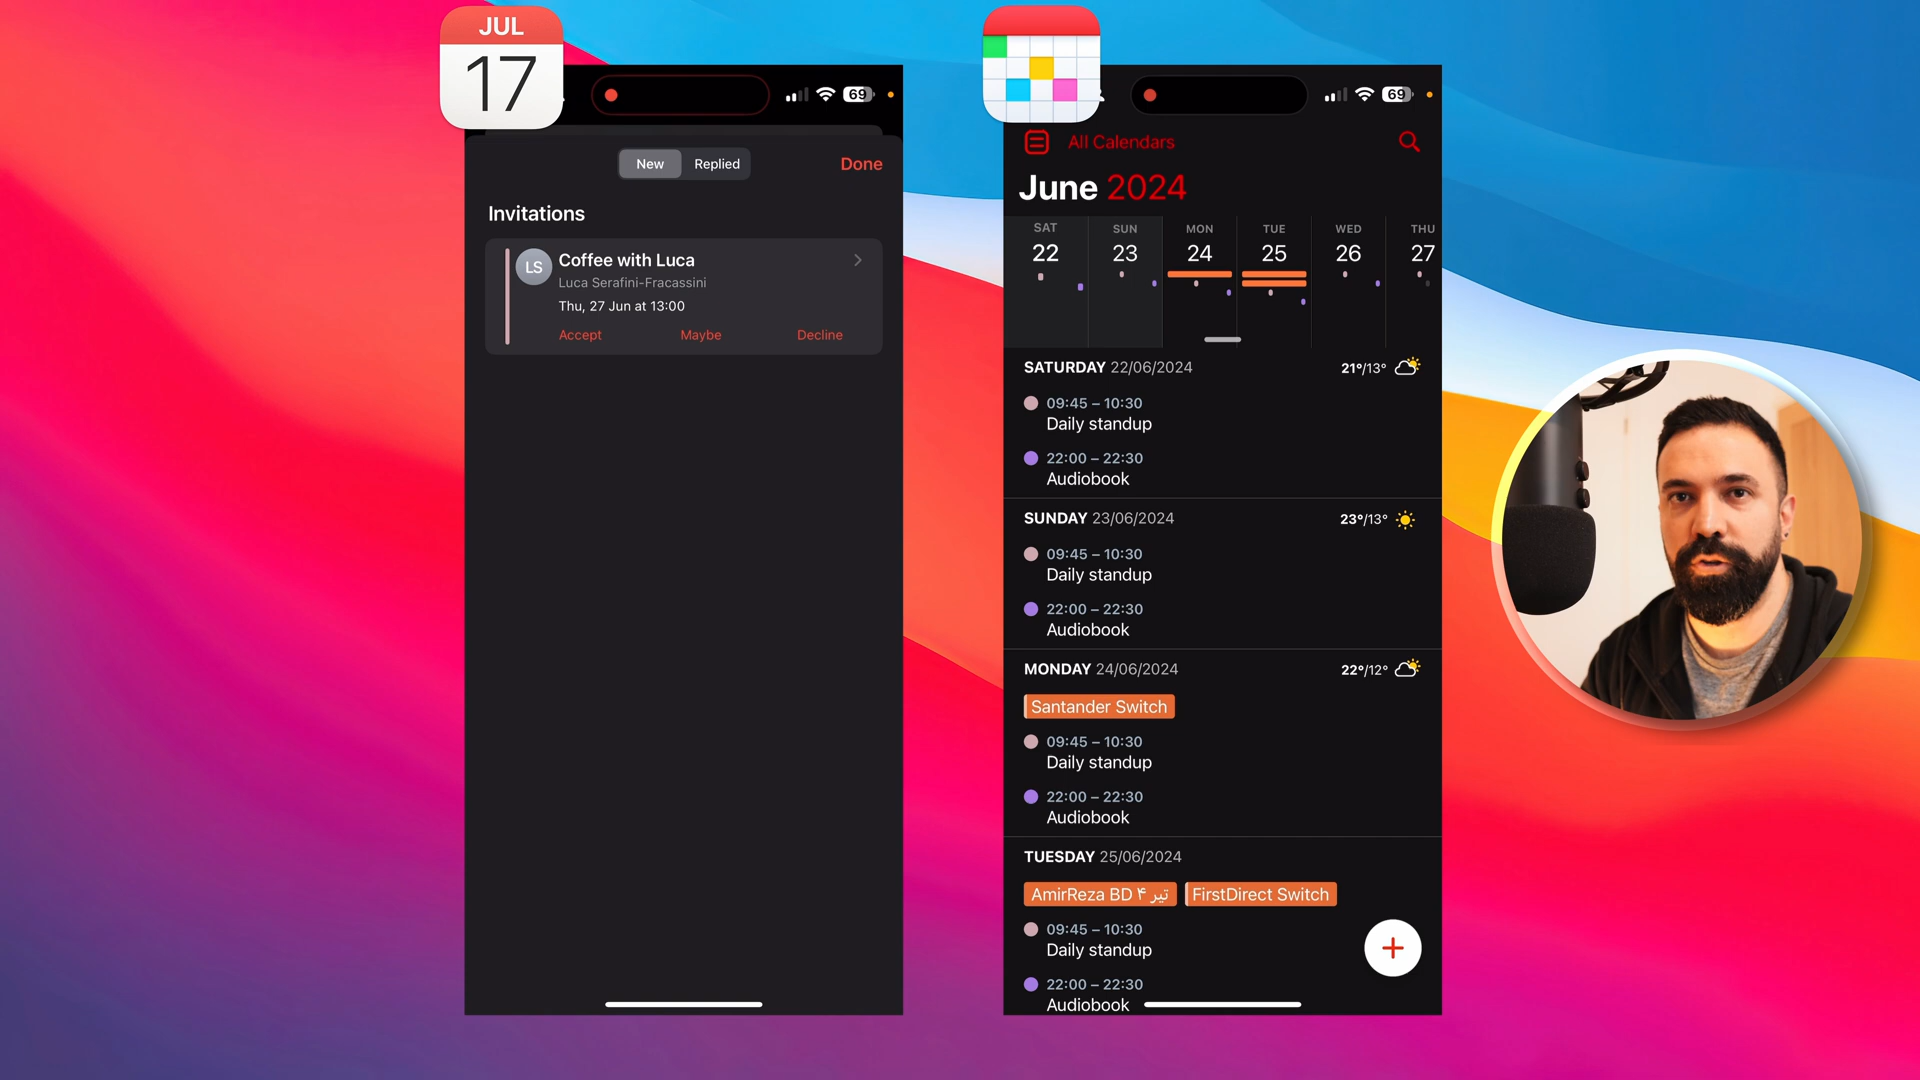 JUL
17
69
New
Replied
Done
Invitations
LS
Coffee with Luca
Luca Serafini-Fracassini
Thu, 27 Jun at 13:00
Accept
Maybe
Decline
69
All Calendars
June 2024
SAT
SUN
MON
TUE
WED
THU
22
23
24
25
26
27
SATURDAY 22/06/2024
21°/13°
09:45 – 10:30
Daily standup
22:00 – 22:30
Audiobook
SUNDAY 23/06/2024
23°/13°
09:45 – 10:30
Daily standup
22:00 – 22:30
Audiobook
MONDAY 24/06/2024
22°/12°
Santander Switch
09:45 – 10:30
Daily standup
22:00 – 22:30
Audiobook
TUESDAY 25/06/2024
AmirReza BD ۴ تیر
FirstDirect Switch
09:45 – 10:30
Daily standup
22:00 – 22:30
Audiobook